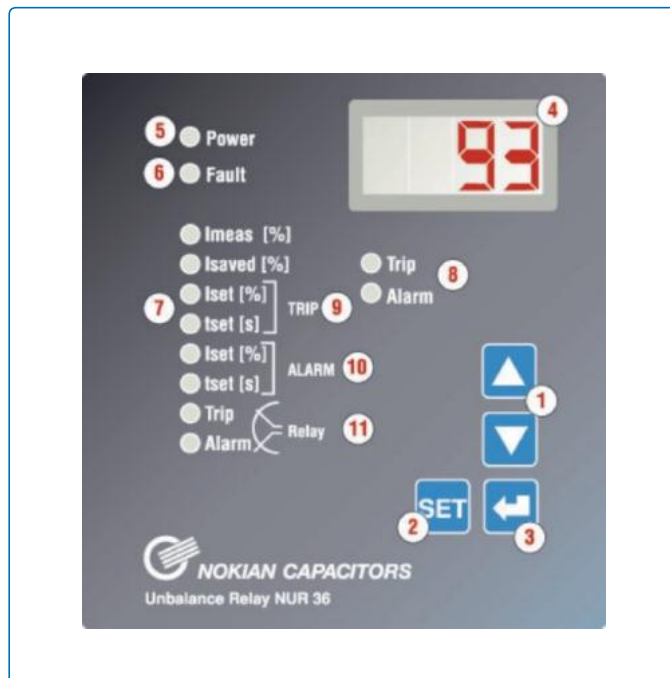 93
4
5 Power
6 Fault
Imeas [%]
Isaved [%]
Trip
8
Alarm
7
Iset [%]
tset [s]
TRIP 9
Iset [%]
tset [s]
ALARM 10
Trip
Alarm
Relay 11
1
SET
2
3
NOKIAN CAPACITORS
Unbalance Relay NUR 36